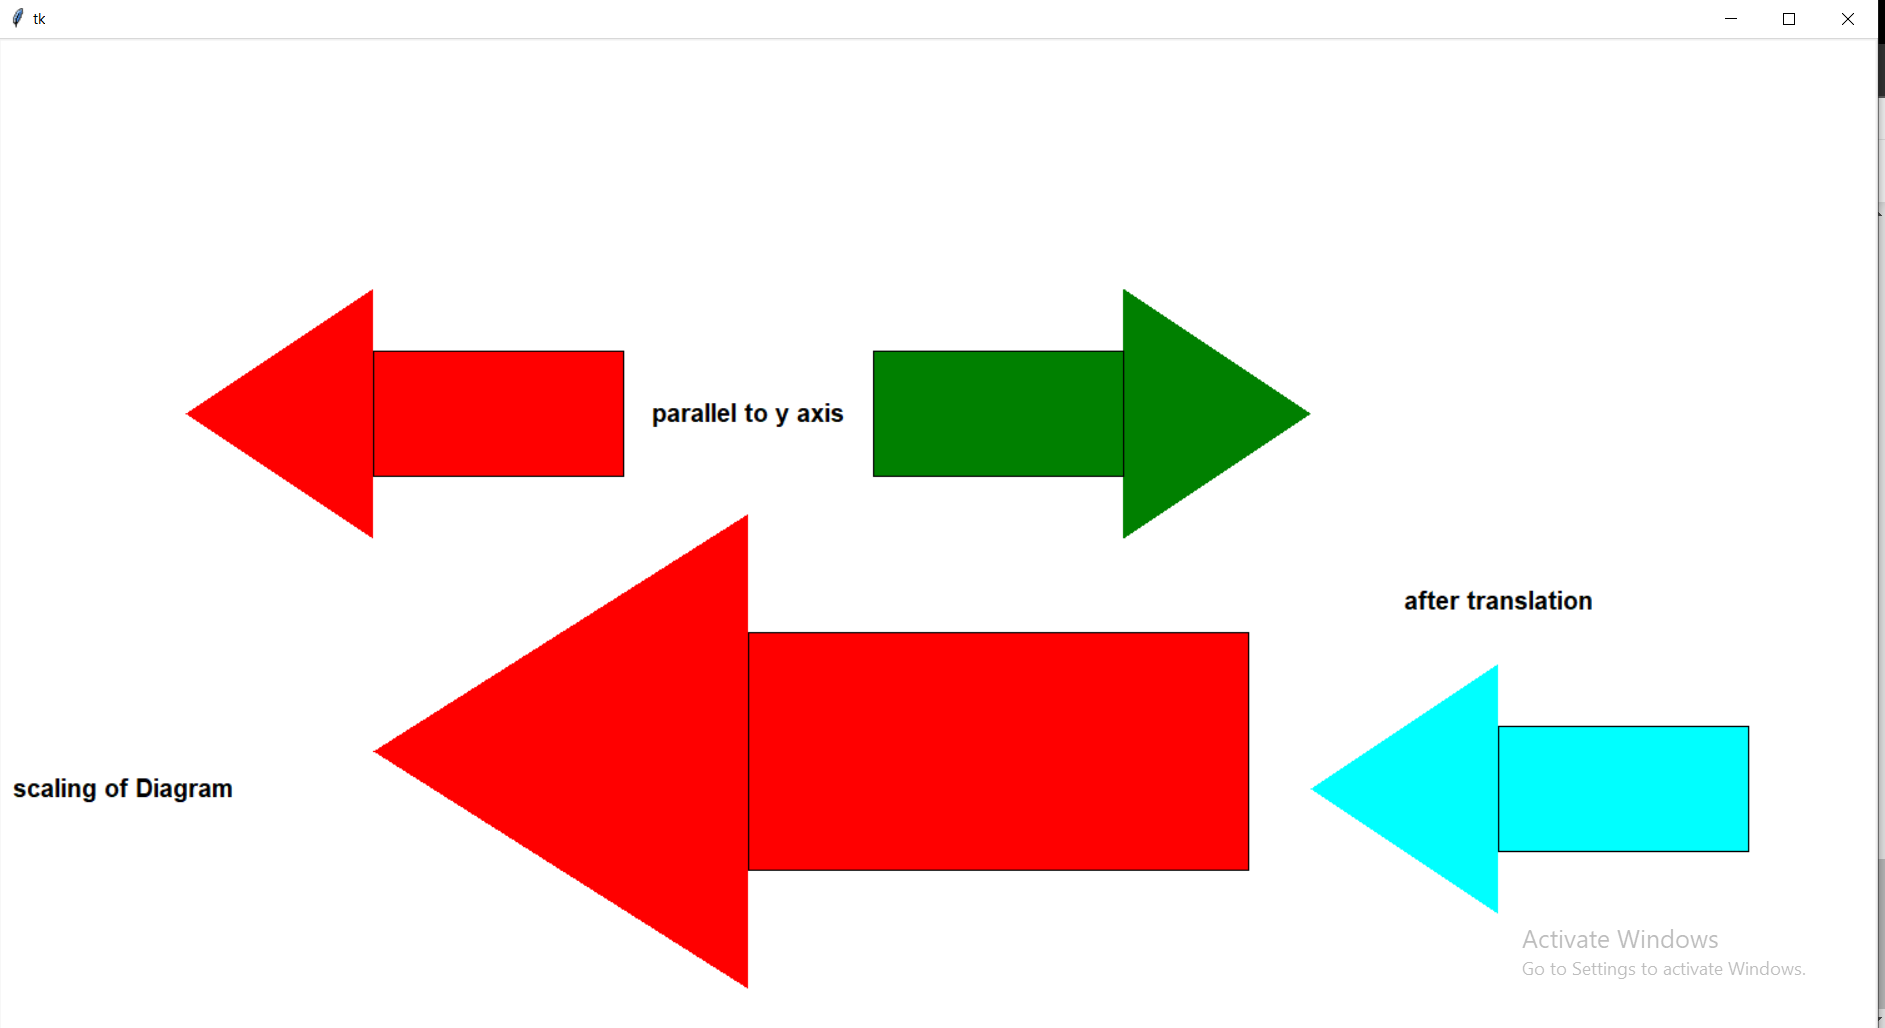 tk
parallel to y axis
after translation
scaling of Diagram
Activate Windows
Go to Settings to activate Windows.